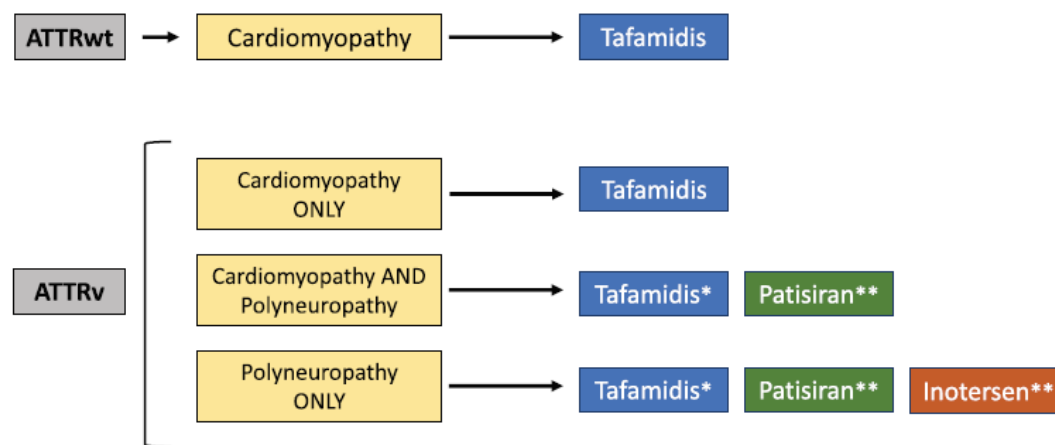 ATTRwt
Cardiomyopathy
Tafamidis
Cardiomyopathy
ONLY
Tafamidis
ATTRv
Cardiomyopathy AND
Polyneuropathy
Tafamidis*
Patisiran**
Polyneuropathy
ONLY
Tafamidis*
Patisiran**
Inotersen**